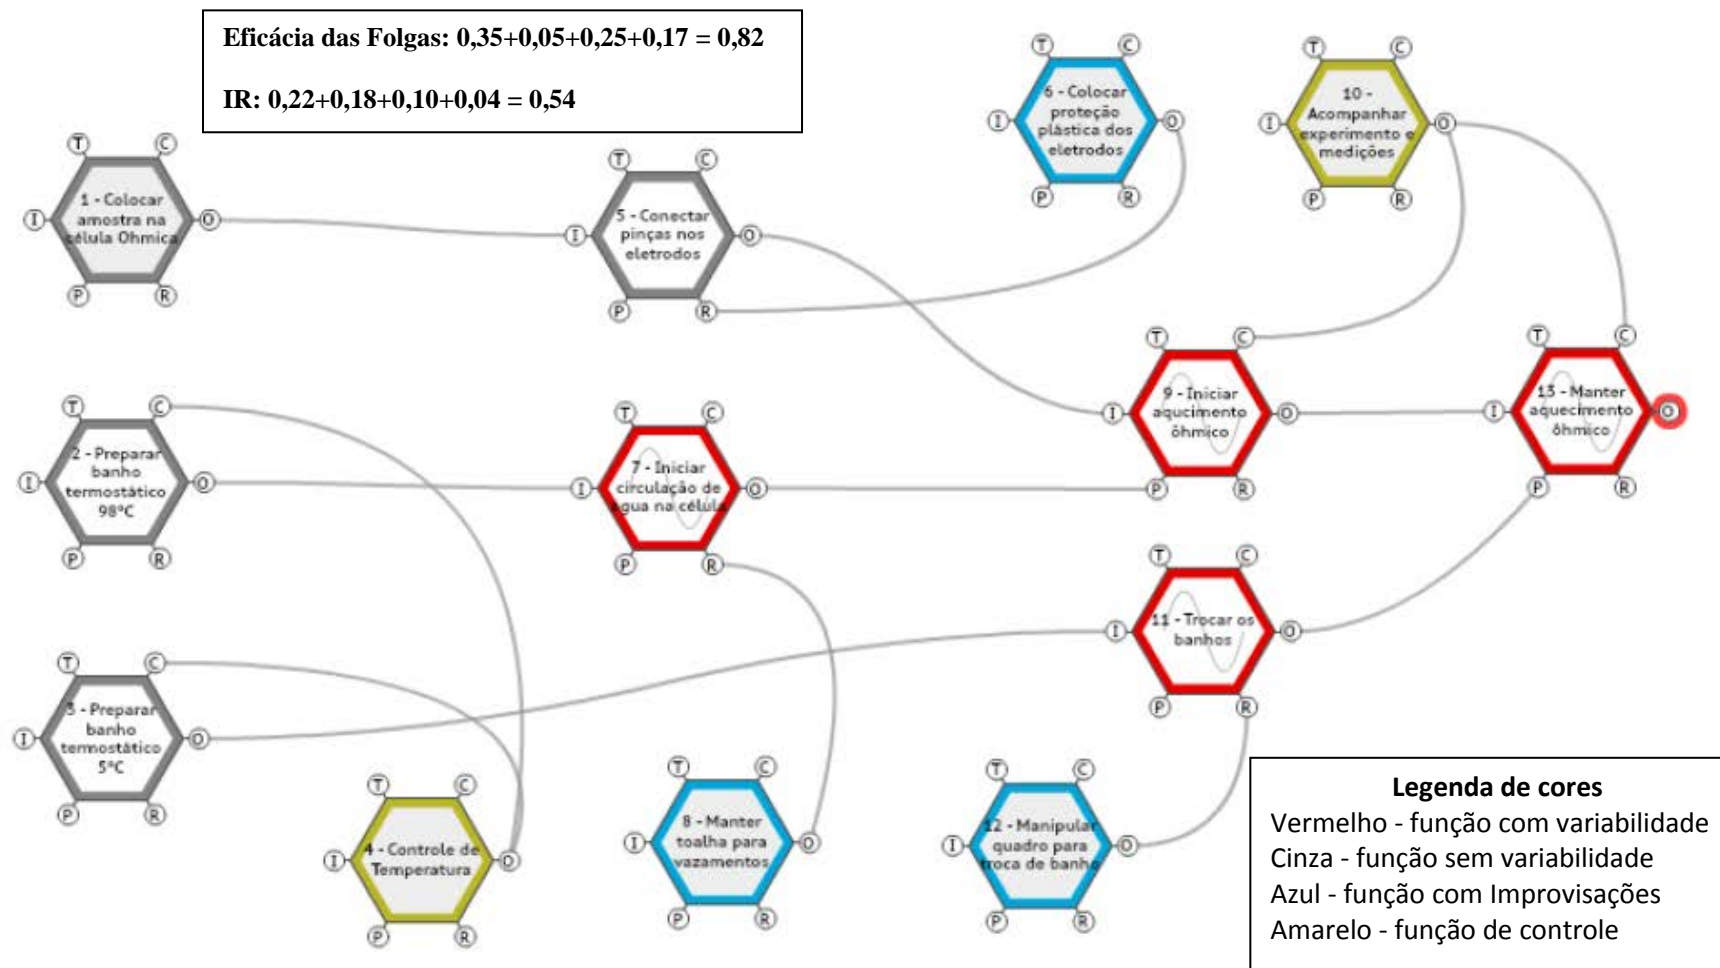 Eficácia das Folgas: 0,35+0,05+0,25+0,17 = 0,82
IR: 0,22+0,18+0,10+0,04 = 0,54
T
C
I
1 - Colocar
amostra na
célula Ohmica
O
P
R
T
C
I
5 - Conectar
pinças nos
eletrodos
O
P
R
T
C
I
6 - Colocar
proteção
plástica dos
eletrodos
O
P
R
T
C
I
10 -
Acompanhar
experimento e
medições
O
P
R
T
C
I
2 - Preparar
banho
termostático
98°C
O
P
R
T
C
I
7 - Iniciar
circulação de
água na célula
O
P
R
T
C
I
9 - Iniciar
aqucimento
ôhmico
O
P
R
T
C
I
13 - Manter
aquecimento
ôhmico
O
P
R
T
C
I
3 - Preparar
banho
termostático
5°C
O
P
R
T
C
I
11 - Trocar os
banhos
O
P
R
T
C
I
4 - Controle de
Temperatura
O
P
R
T
C
I
8 - Manter
toalha para
vazamentos
O
P
R
T
C
I
12 - Manipular
quadro para
troca de banho
O
P
R
Legenda de cores
Vermelho - função com variabilidade
Cinza - função sem variabilidade
Azul - função com Improvisações
Amarelo - função de controle